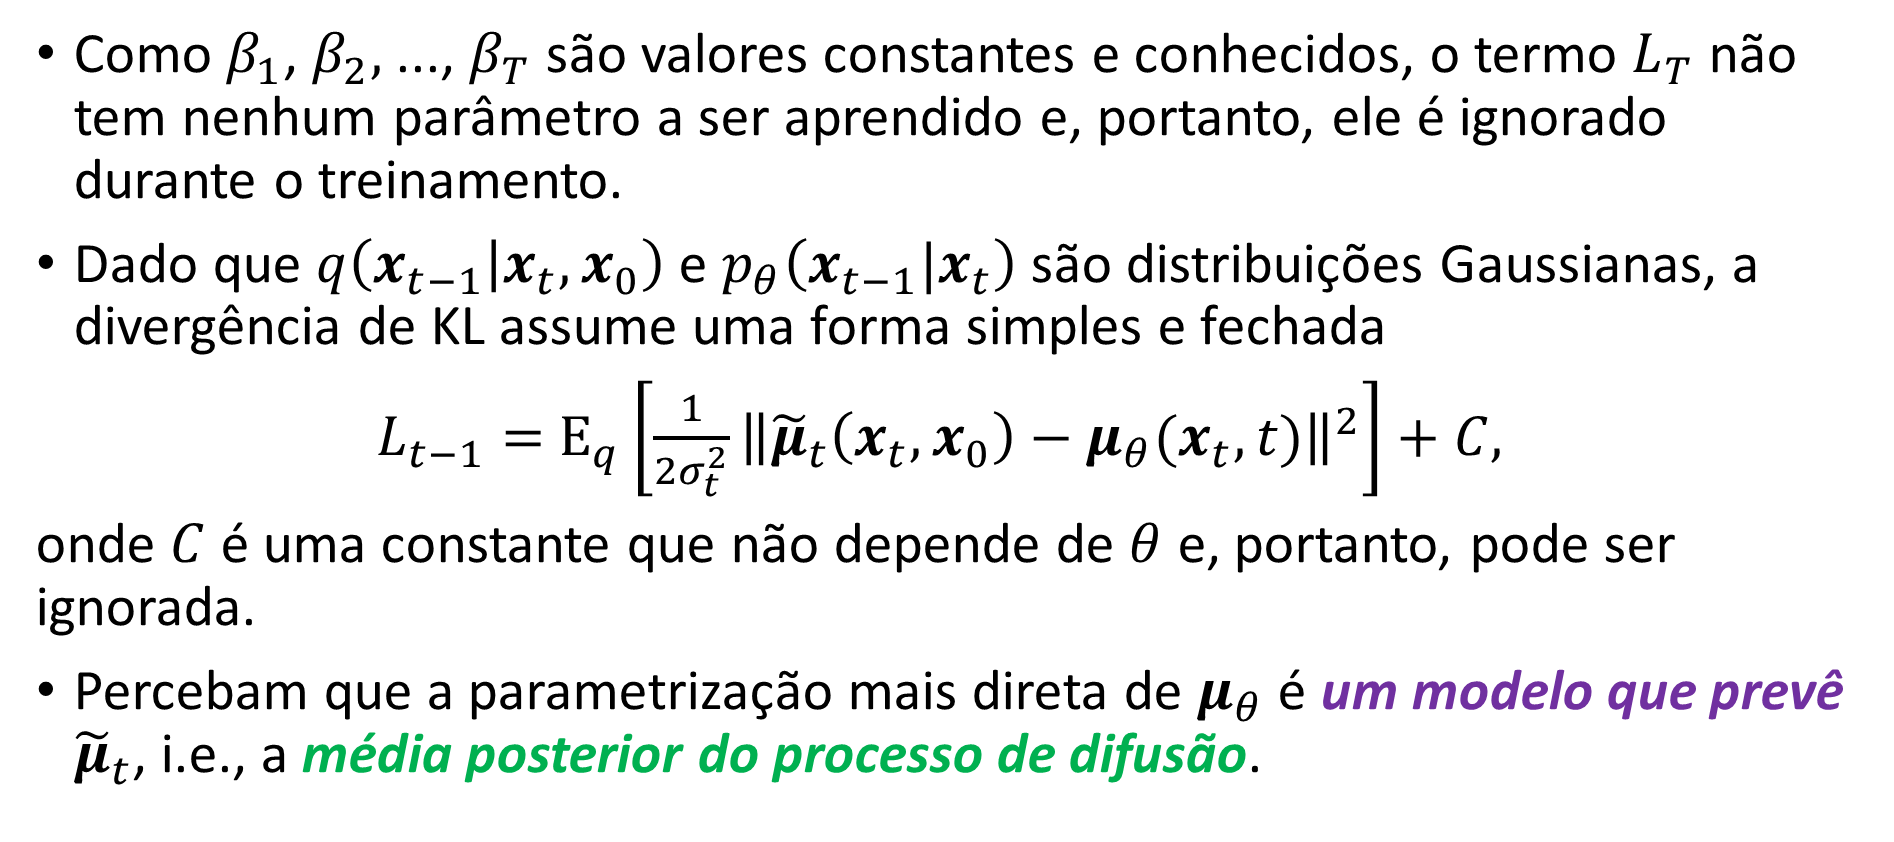 • Como 𝛽₁, 𝛽₂, ..., 𝛽_T são valores constantes e conhecidos, o termo 𝐿_T não
tem nenhum parâmetro a ser aprendido e, portanto, ele é ignorado
durante o treinamento.
• Dado que 𝑞(𝒙_{t−1}|𝒙_t, 𝒙_0) e 𝑝_θ(𝒙_{t−1}|𝒙_t) são distribuições Gaussianas, a
divergência de KL assume uma forma simples e fechada
𝐿_{t−1} = E_q [1/(2σ_t^2) ‖𝝁̃_t(𝒙_t, 𝒙_0) − 𝝁_θ(𝒙_t, 𝑡)‖^2] + 𝐶,
onde 𝐶 é uma constante que não depende de 𝜃 e, portanto, pode ser
ignorada.
• Percebam que a parametrização mais direta de 𝝁_θ é um modelo que prevê
𝝁̃_t, i.e., a média posterior do processo de difusão.